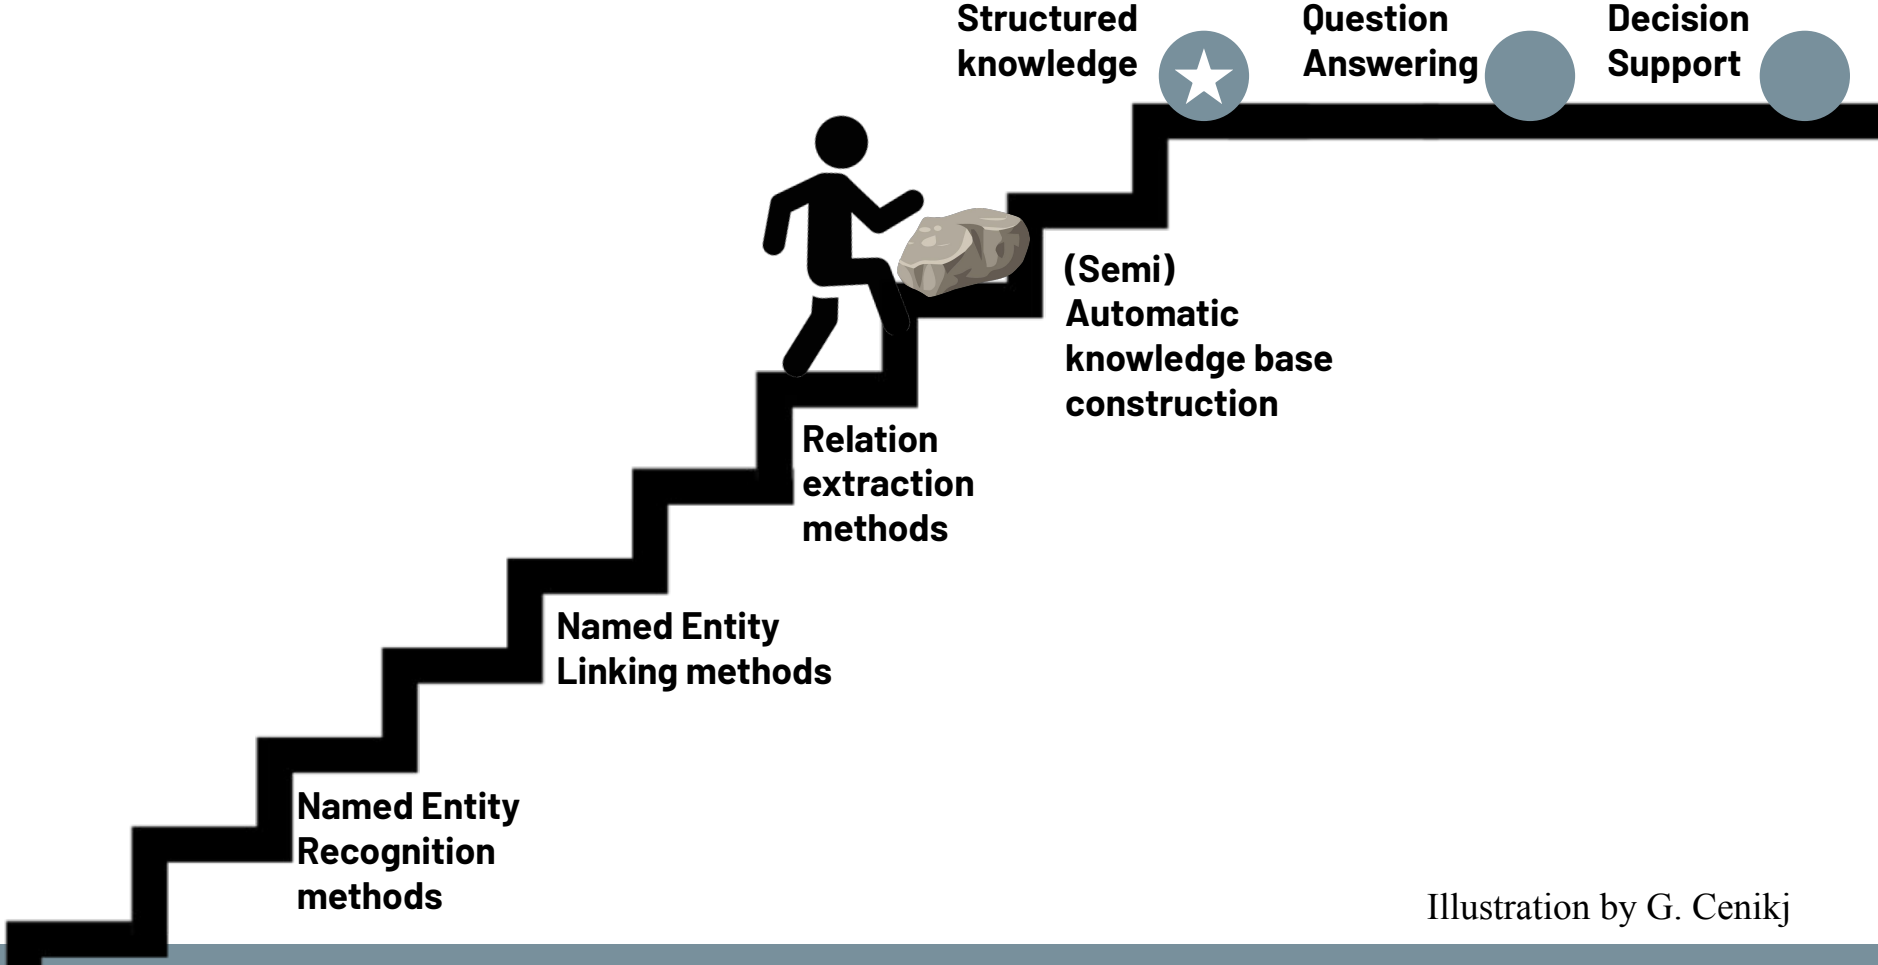 Structured
knowledge
Question
Answering
Decision
Support
(Semi)
Automatic
knowledge base
construction
Relation
extraction
methods
Named Entity
Linking methods
Named Entity
Recognition
methods
Illustration by G. Cenikj